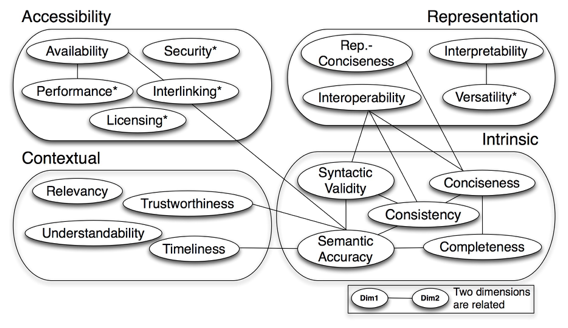 Accessibility
Availability
Security*
Performance*
Interlinking*
Licensing*
Representation
Rep.-
Conciseness
Interpretability
Interoperability
Versatility*
Contextual
Relevancy
Trustworthiness
Understandability
Timeliness
Intrinsic
Syntactic
Validity
Conciseness
Consistency
Semantic
Accuracy
Completeness
Dim1
Dim2
Two dimensions
are related